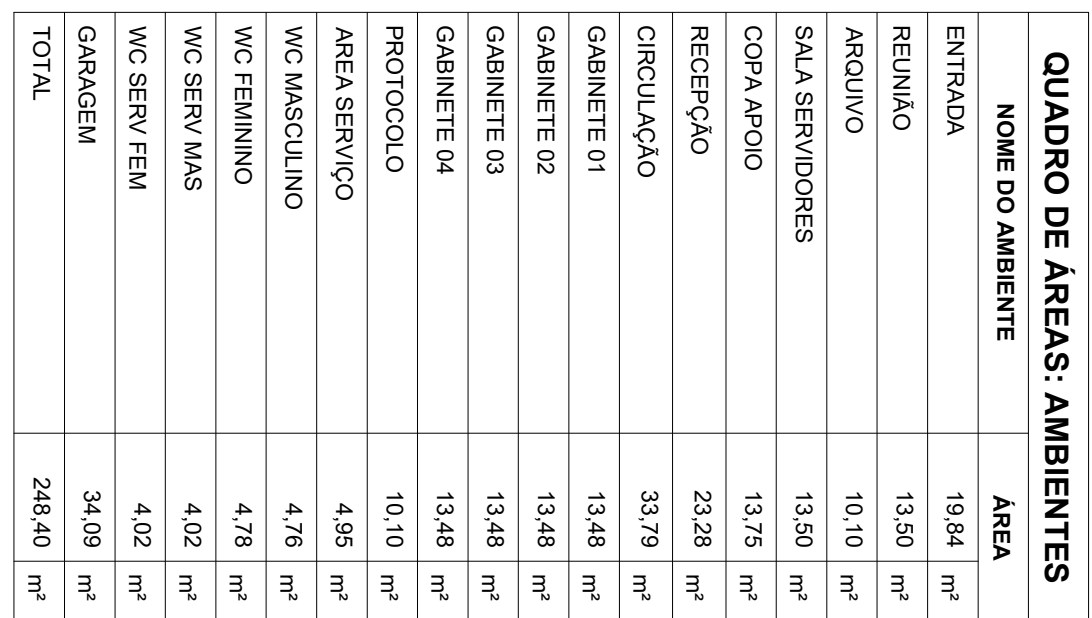 QUADRO DE ÁREAS: AMBIENTES
NOME DO AMBIENTE ÁREA
ENTRADA 19,84 m²
REUNIÃO 13,50 m²
ARQUIVO 10,10 m²
SALA SERVIDORES 13,50 m²
COPA APOIO 13,75 m²
RECEPÇÃO 23,28 m²
CIRCULAÇÃO 33,79 m²
GABINETE 01 13,48 m²
GABINETE 02 13,48 m²
GABINETE 03 13,48 m²
GABINETE 04 13,48 m²
PROTOCOLO 10,10 m²
AREA SERVIÇO 4,95 m²
WC MASCULINO 4,76 m²
WC FEMININO 4,78 m²
WC SERV MAS 4,02 m²
WC SERV FEM 4,02 m²
GARAGEM 34,09 m²
TOTAL 248,40 m²